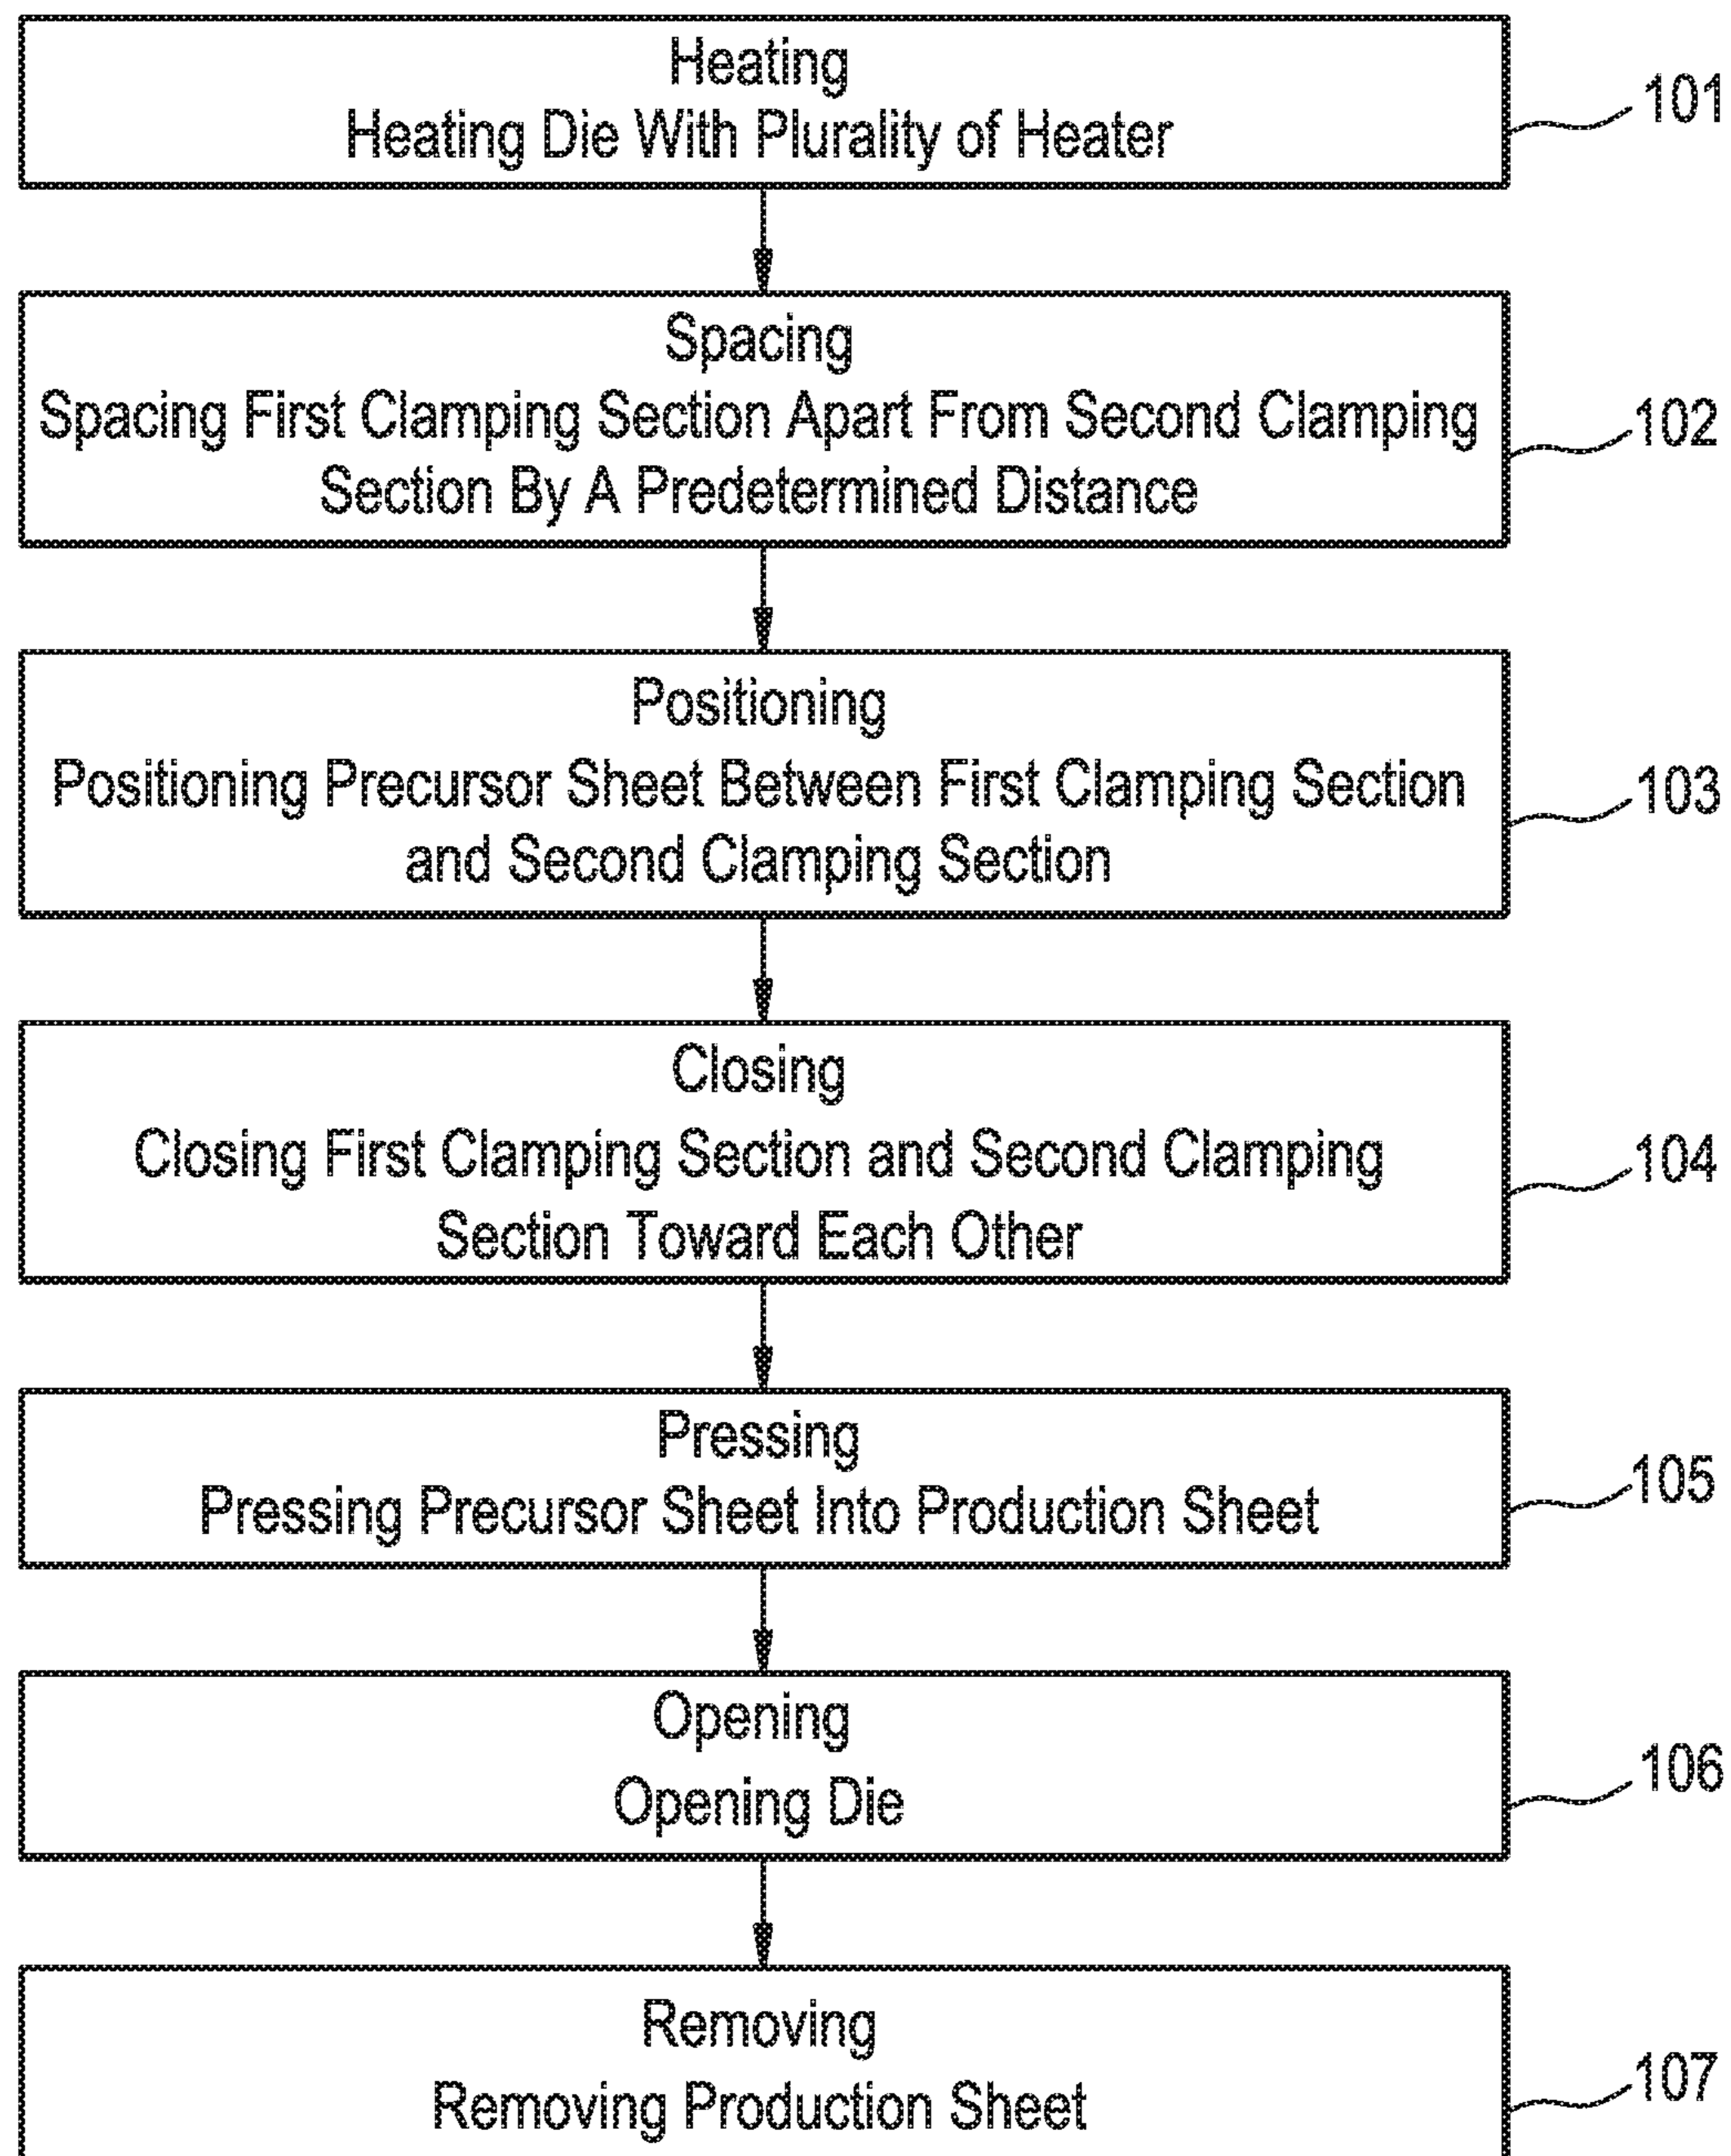 Heating
Heating Die With Plurality of Heater
101
Spacing
Spacing First Clamping Section Apart From Second Clamping
Section By A Predetermined Distance
102
Positioning
Positioning Precursor Sheet Between First Clamping Section
and Second Clamping Section
103
Closing
Closing First Clamping Section and Second Clamping
Section Toward Each Other
104
Pressing
Pressing Precursor Sheet Into Production Sheet
105
Opening
Opening Die
106
Removing
Removing Production Sheet
107